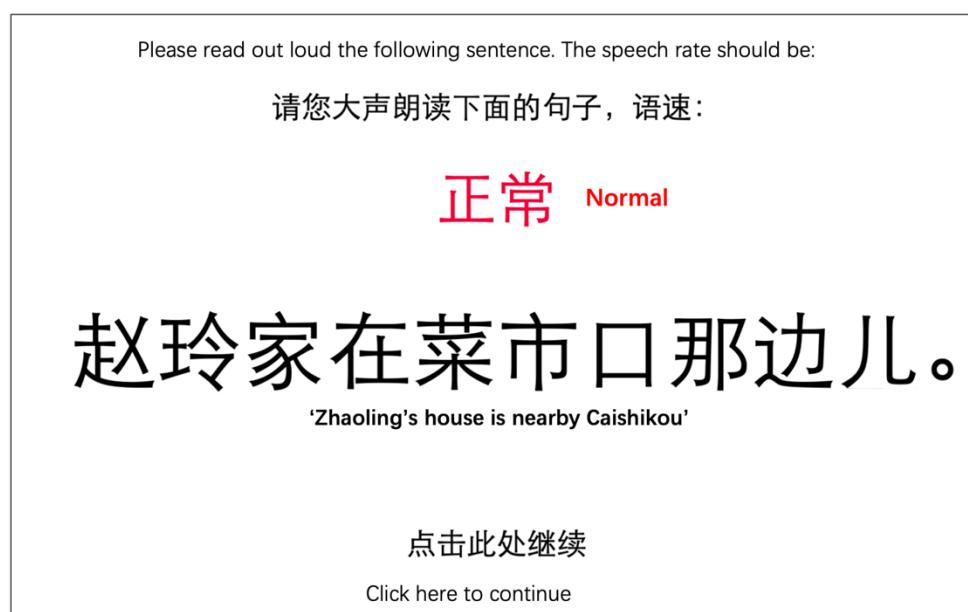 Please read out loud the following sentence. The speech rate should be:
请您大声朗读下面的句子，语速：
正常 Normal
赵玲家在菜市口那边儿。
‘Zhaoling’s house is nearby Caishikou’
点击此处继续
Click here to continue